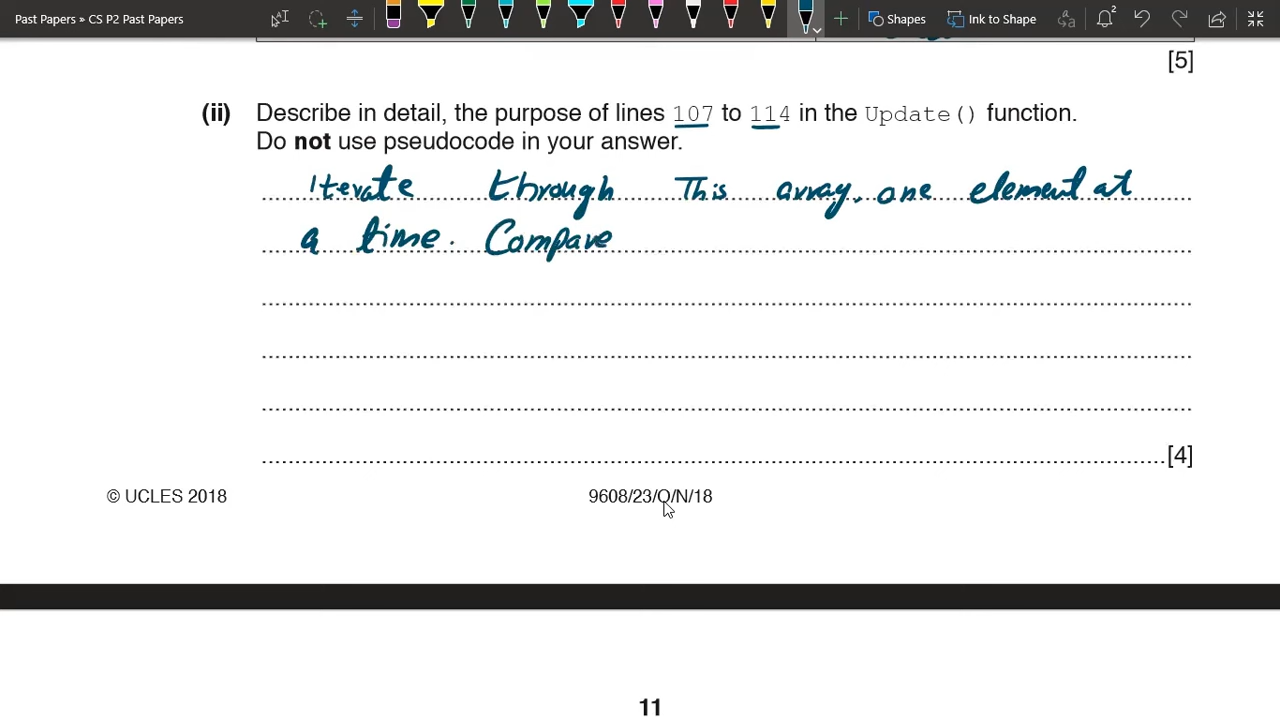 Past Papers » CS P2 Past Papers
Shapes
Ink to Shape
2
[5]
(ii) Describe in detail, the purpose of lines 107 to 114 in the Update() function.
Do not use pseudocode in your answer.
Iterate through This array, one element at
a time. Compare
[4]
© UCLES 2018
9608/23/O/N/18
11